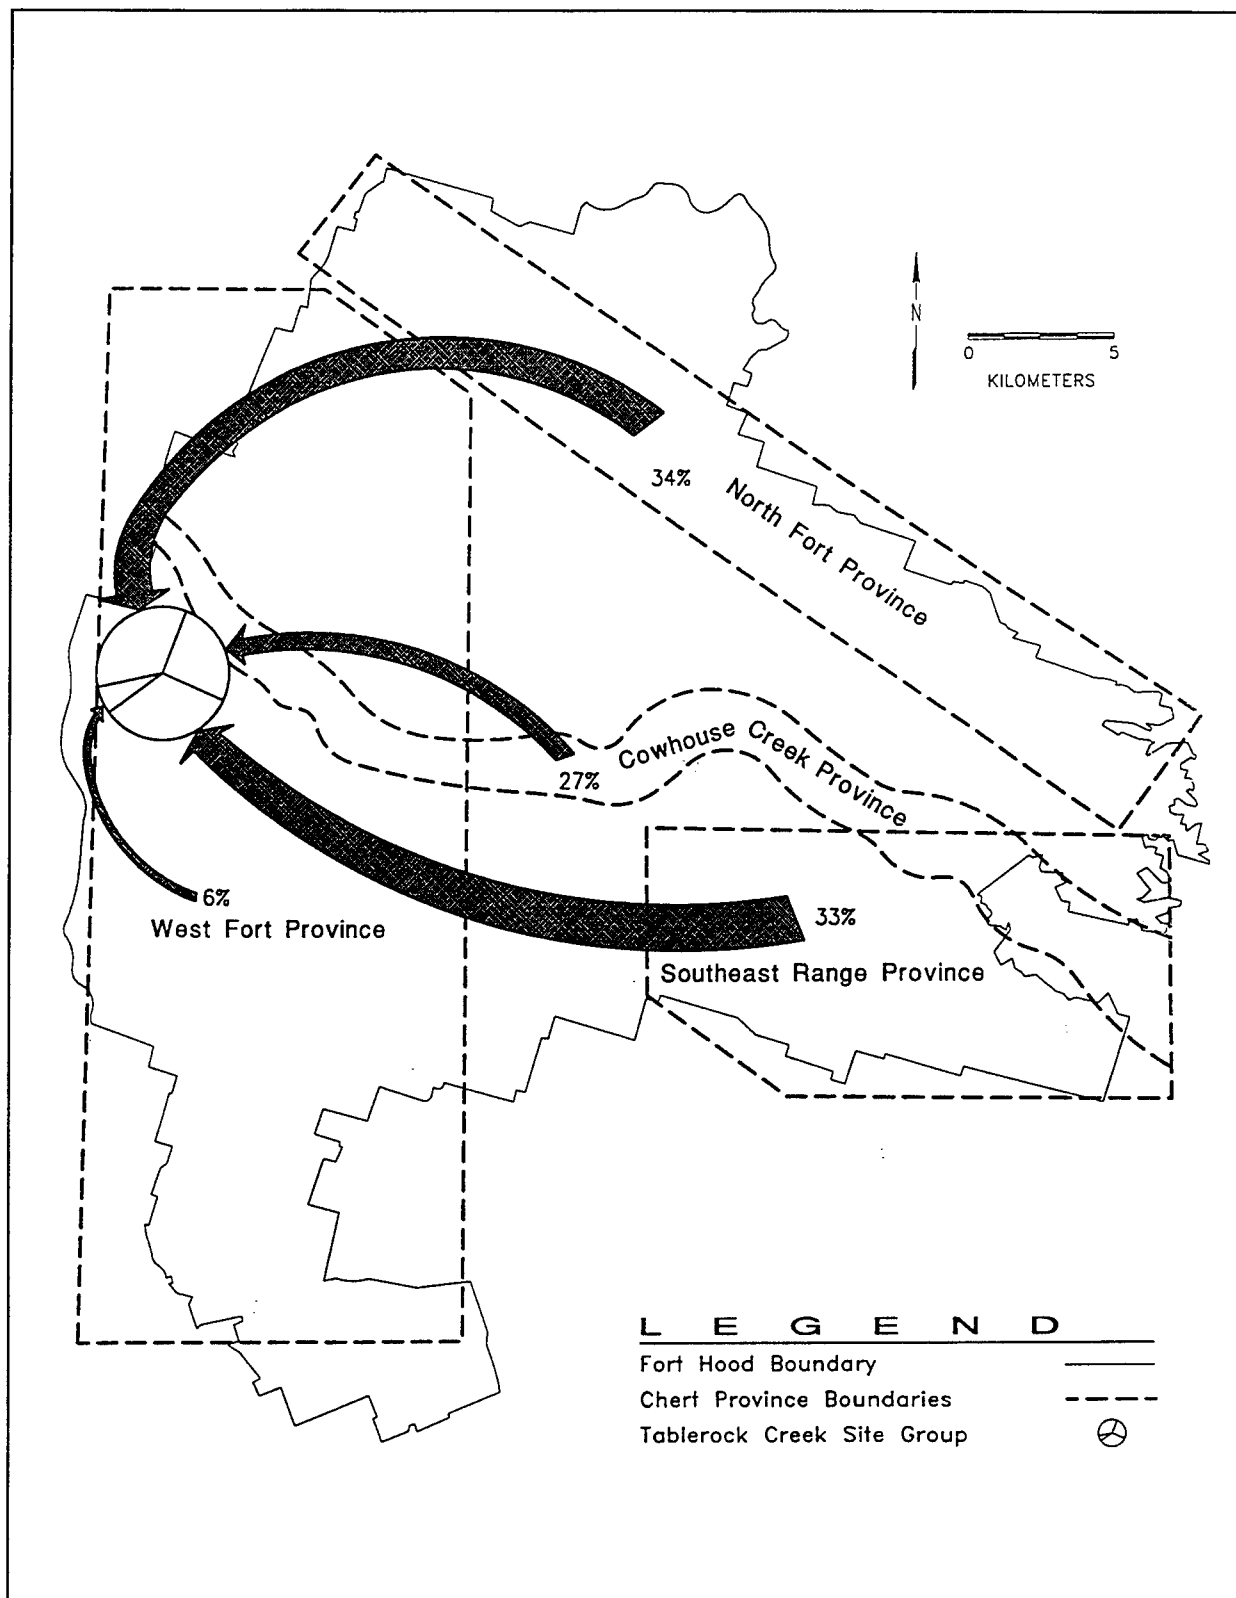 N
0 5
KILOMETERS
34%
North Fort Province
Cowhouse Creek Province
27%
6%
West Fort Province
33%
Southeast Range Province
LEGEND
Fort Hood Boundary
Chert Province Boundaries
Tablerock Creek Site Group